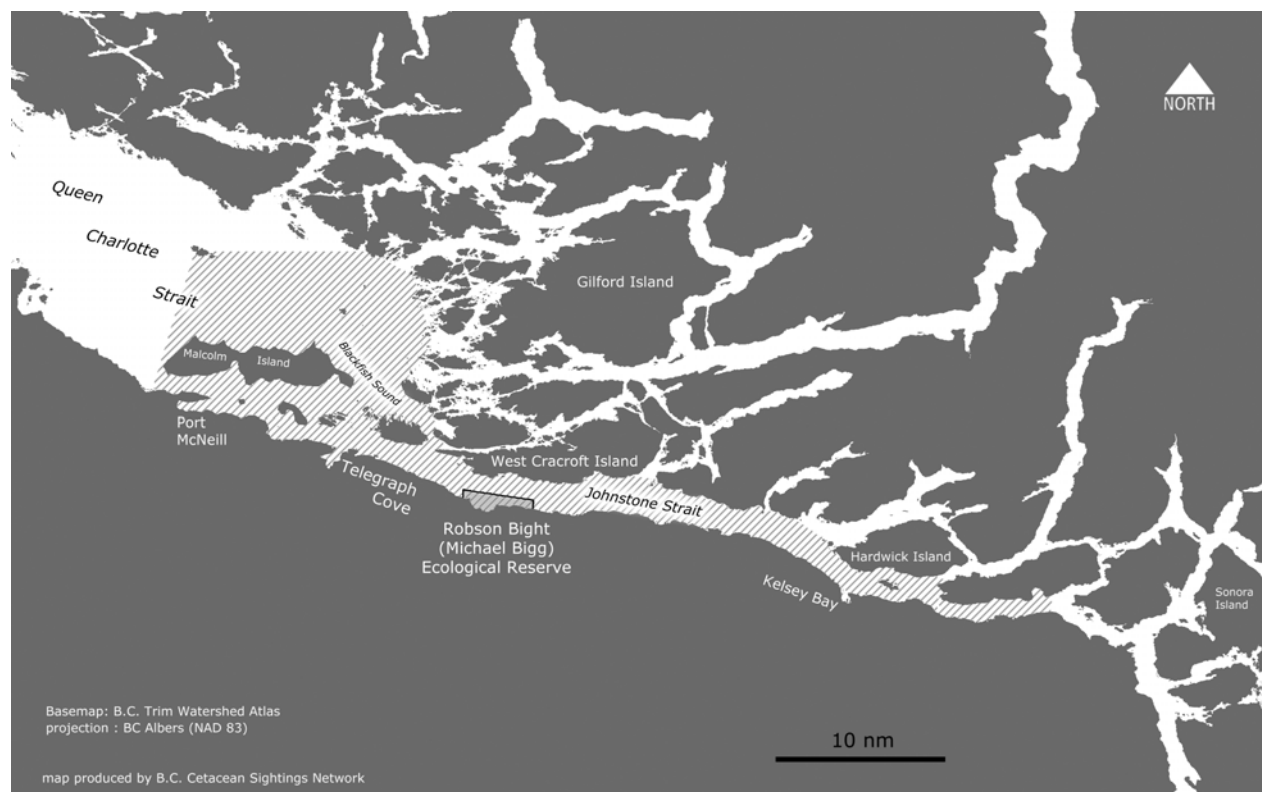 NORTH
Queen
Charlotte
Strait
Gilford Island
Malcolm Island
Blackfish Sound
Port
McNeill
Telegraph
Cove
West Cracroft Island
Johnstone Strait
Robson Bight
(Michael Bigg)
Ecological Reserve
Hardwick Island
Kelsey Bay
Sonora
Island
Basemap: B.C. Trim Watershed Atlas
projection : BC Albers (NAD 83)
10 nm
map produced by B.C. Cetacean Sightings Network